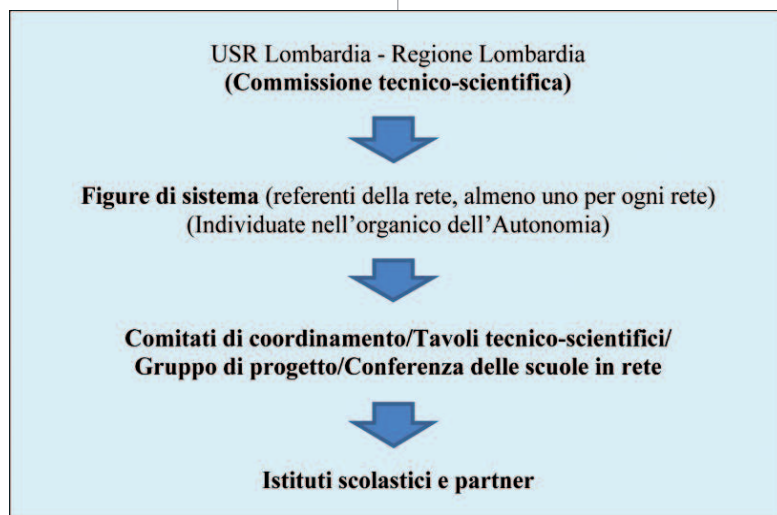 USR Lombardia - Regione Lombardia
(Commissione tecnico-scientifica)
Figure di sistema (referenti della rete, almeno uno per ogni rete)
(Individuate nell’organico dell’Autonomia)
Comitati di coordinamento/Tavoli tecnico-scientifici/
Gruppo di progetto/Conferenza delle scuole in rete
Istituti scolastici e partner